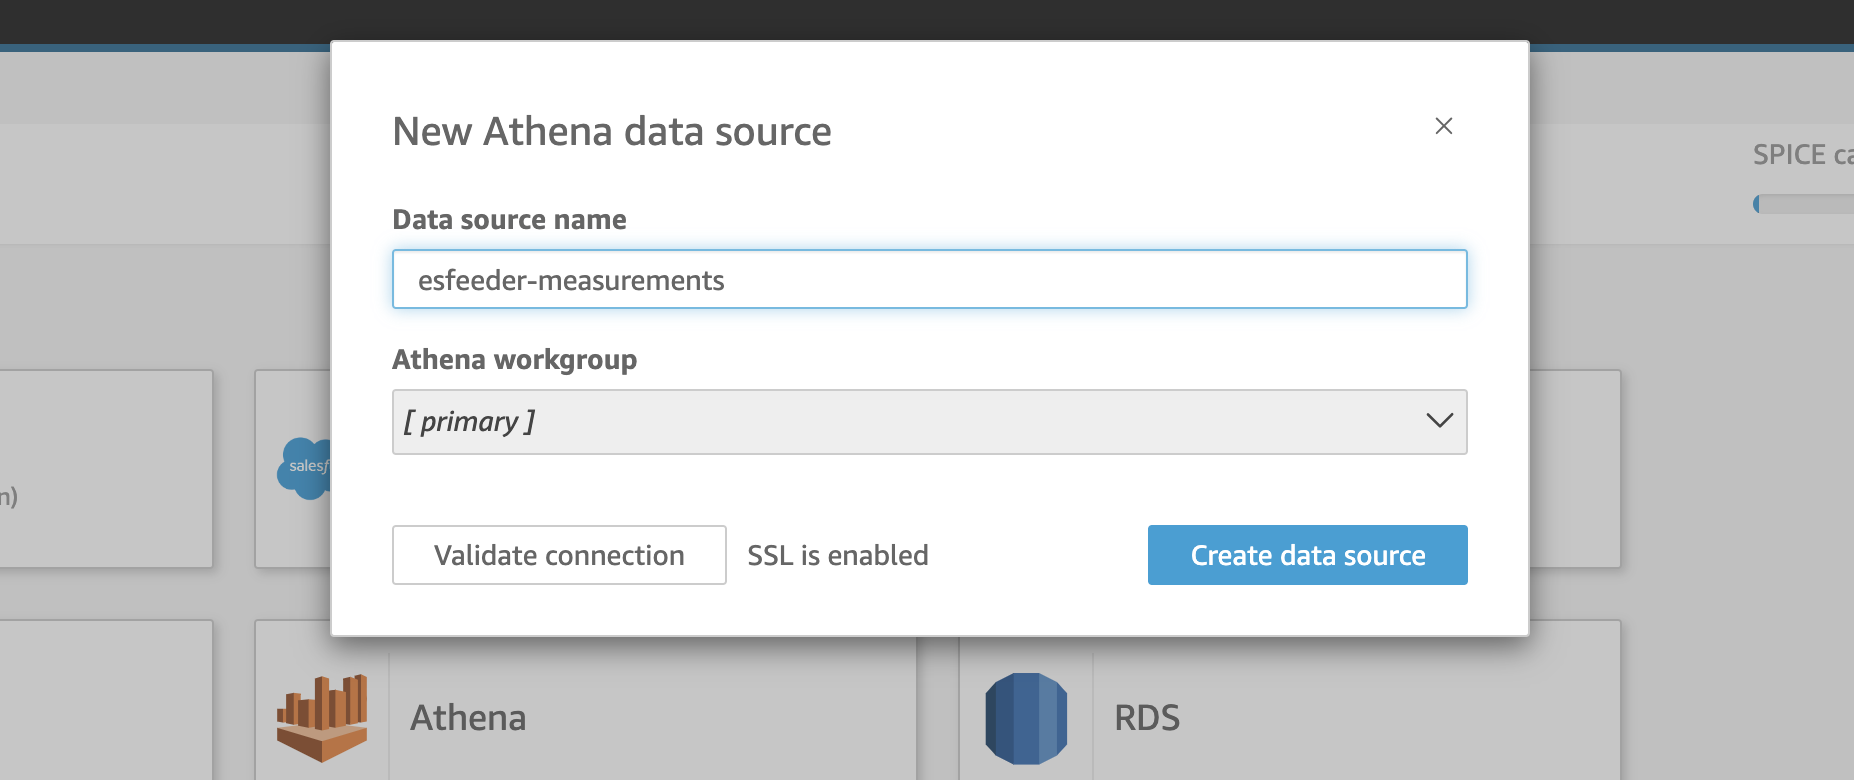 New Athena data source
SPICE ca
Data source name
esfeeder-measurements
Athena workgroup
[ primary ]
salesf
n)
Validate connection
SSL is enabled
Create data source
Athena
RDS